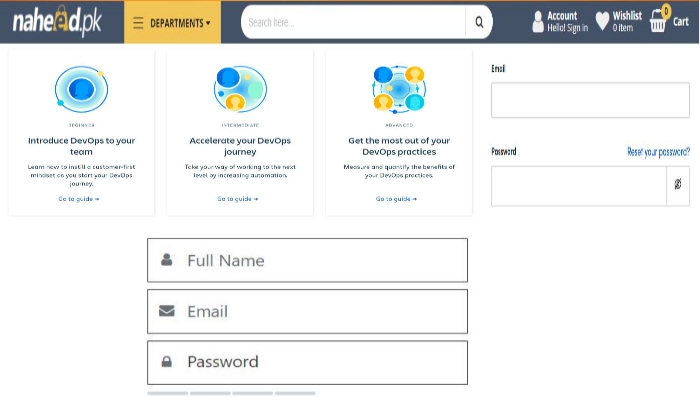 naheed.pk
DEPARTMENTS
Search here...
Account
Hello! Sign in
Wishlist
0 item
0
Cart
BEGINNER
Introduce DevOps to your
team
Learn how to instill a customer-first
mindset as you start your DevOps
journey.
Go to guide →
INTERMEDIATE
Accelerate your DevOps
journey
Take your way of working to the next
level by increasing automation.
Go to guide →
ADVANCED
Get the most out of your
DevOps practices
Measure and quantify the benefits of
your DevOps practices.
Go to guide →
Email
Password
Reset your password?
Full Name
Email
Password